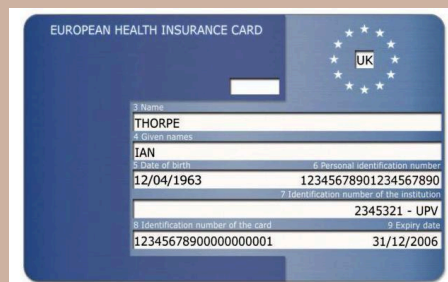 EUROPEAN HEALTH INSURANCE CARD
UK
3 Name
THORPE
4 Given names
IAN
5 Date of birth 6 Personal identification number
12/04/1963 12345678901234567890
7 Identification number of the institution
2345321 - UPV
8 Identification number of the card 9 Expiry date
12345678900000000001 31/12/2006